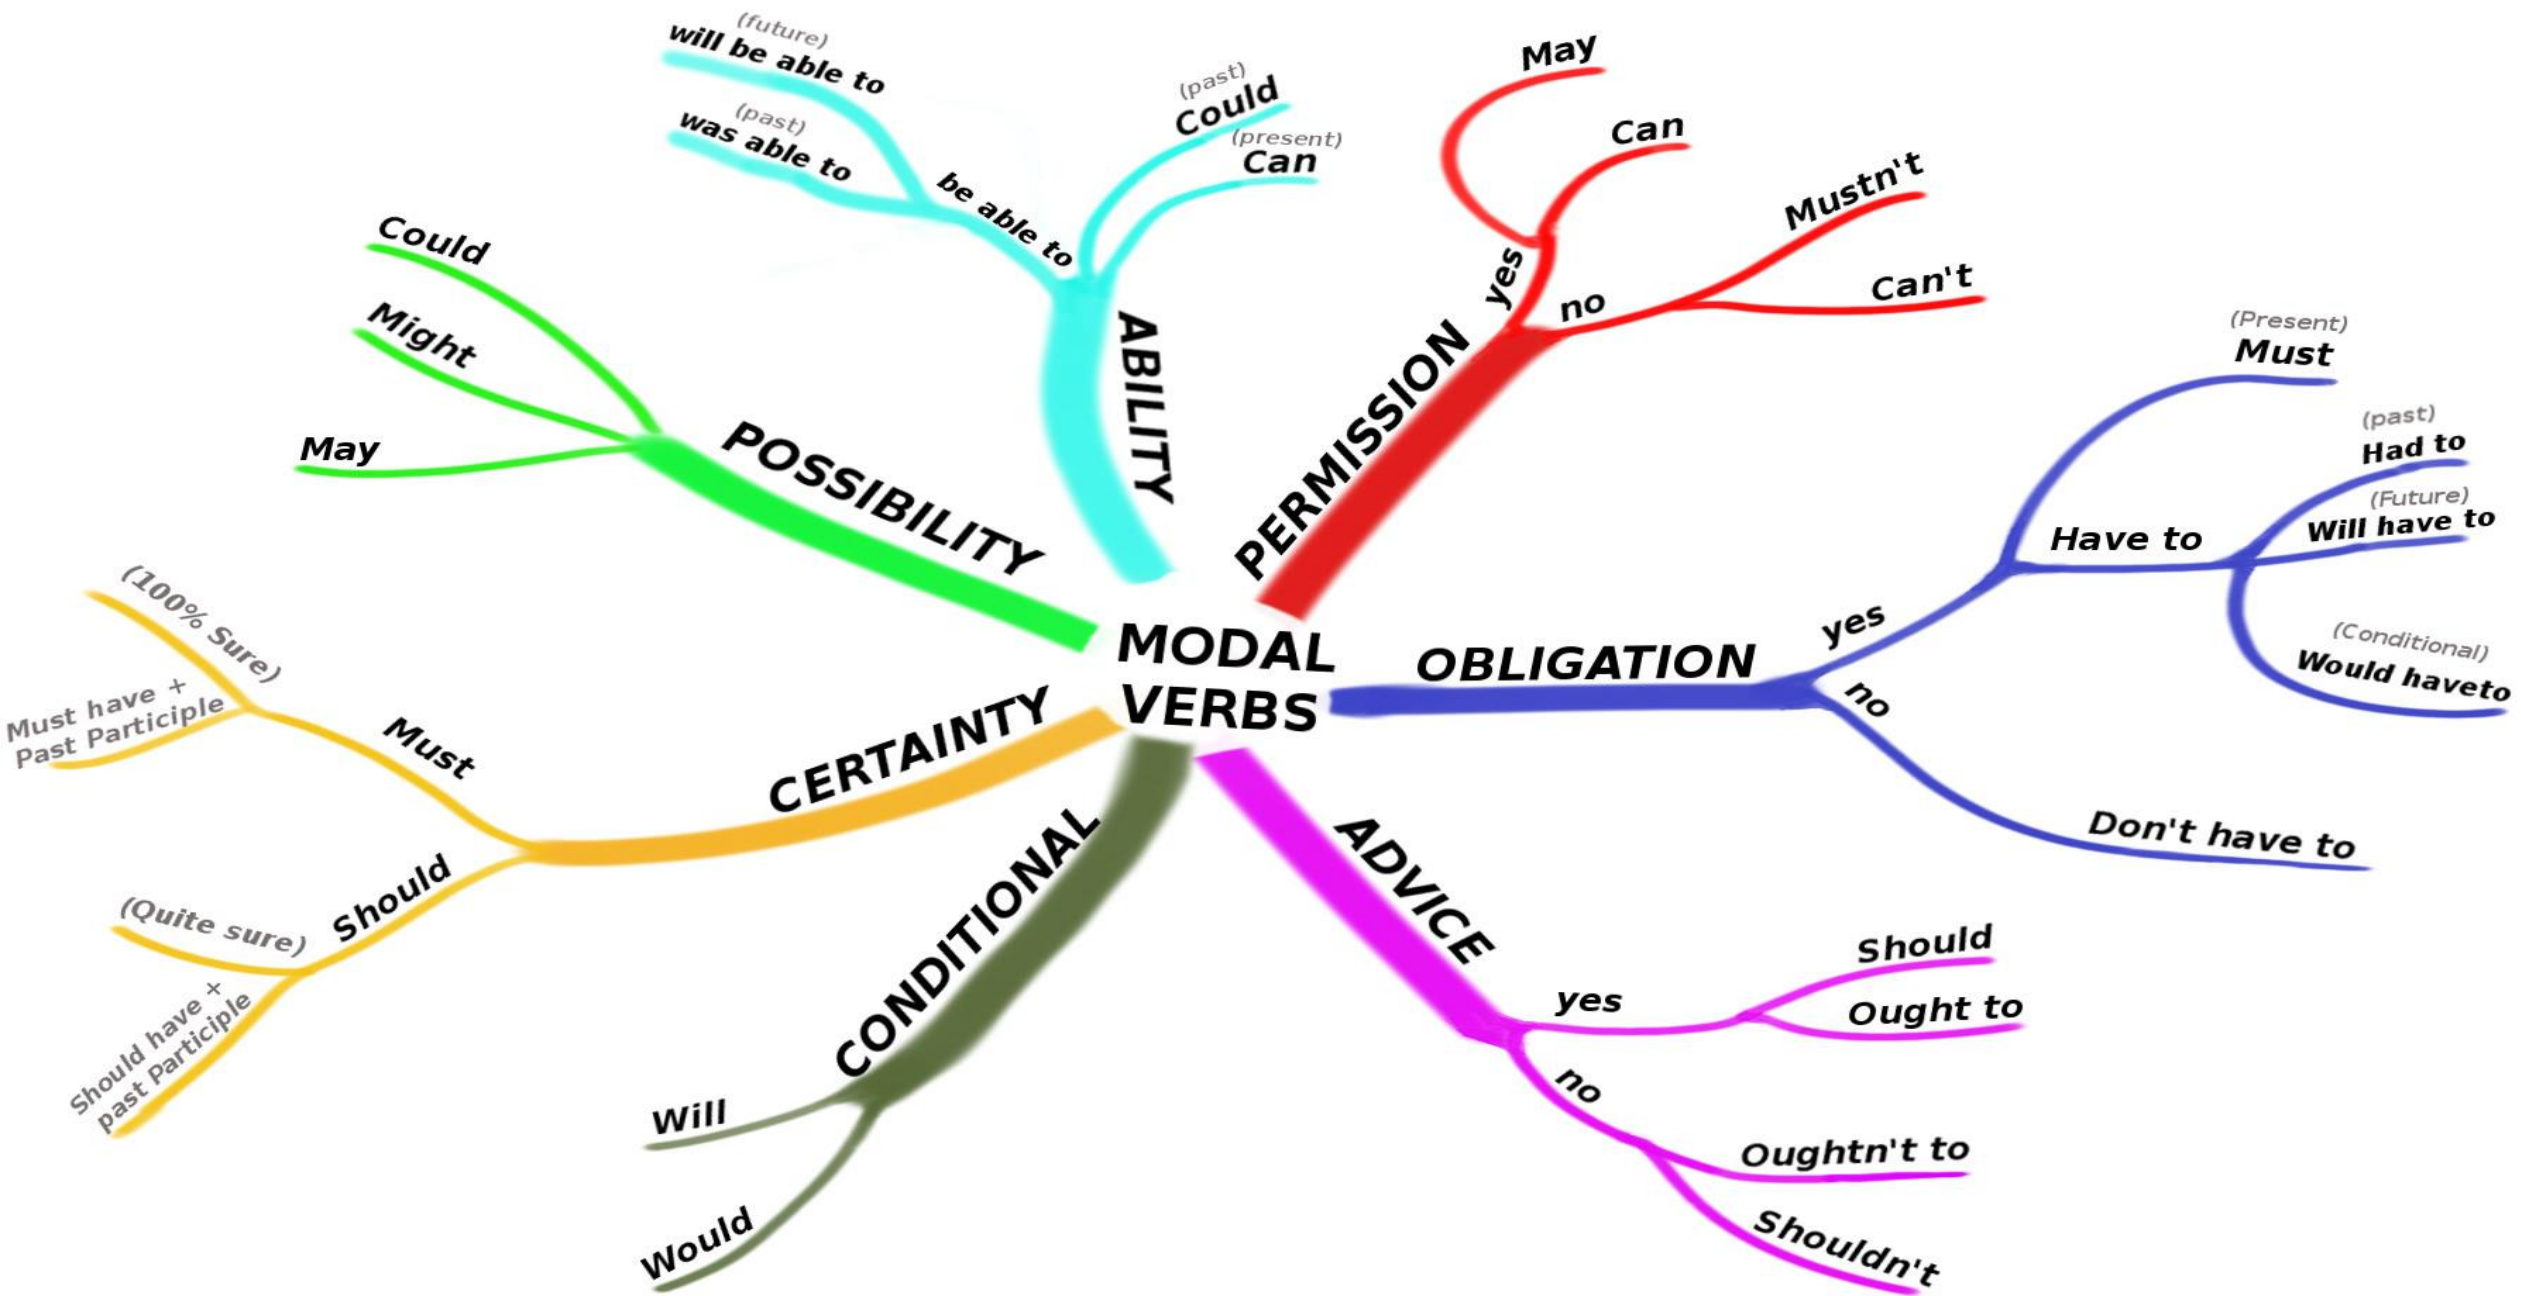 MODAL
VERBS
PERMISSION
yes
May
Can
no
Mustn't
Can't
OBLIGATION
yes
(Present)
Must
Have to
(past)
Had to
(Future)
Will have to
(Conditional)
Would haveto
no
Don't have to
ADVICE
yes
Should
Ought to
no
Oughtn't to
Shouldn't
CONDITIONAL
Will
Would
CERTAINTY
Must
(100% Sure)
Must have +
Past Participle
Should
(Quite sure)
Should have +
past Participle
POSSIBILITY
Could
Might
May
ABILITY
be able to
(future)
will be able to
(past)
was able to
(past)
Could
(present)
Can